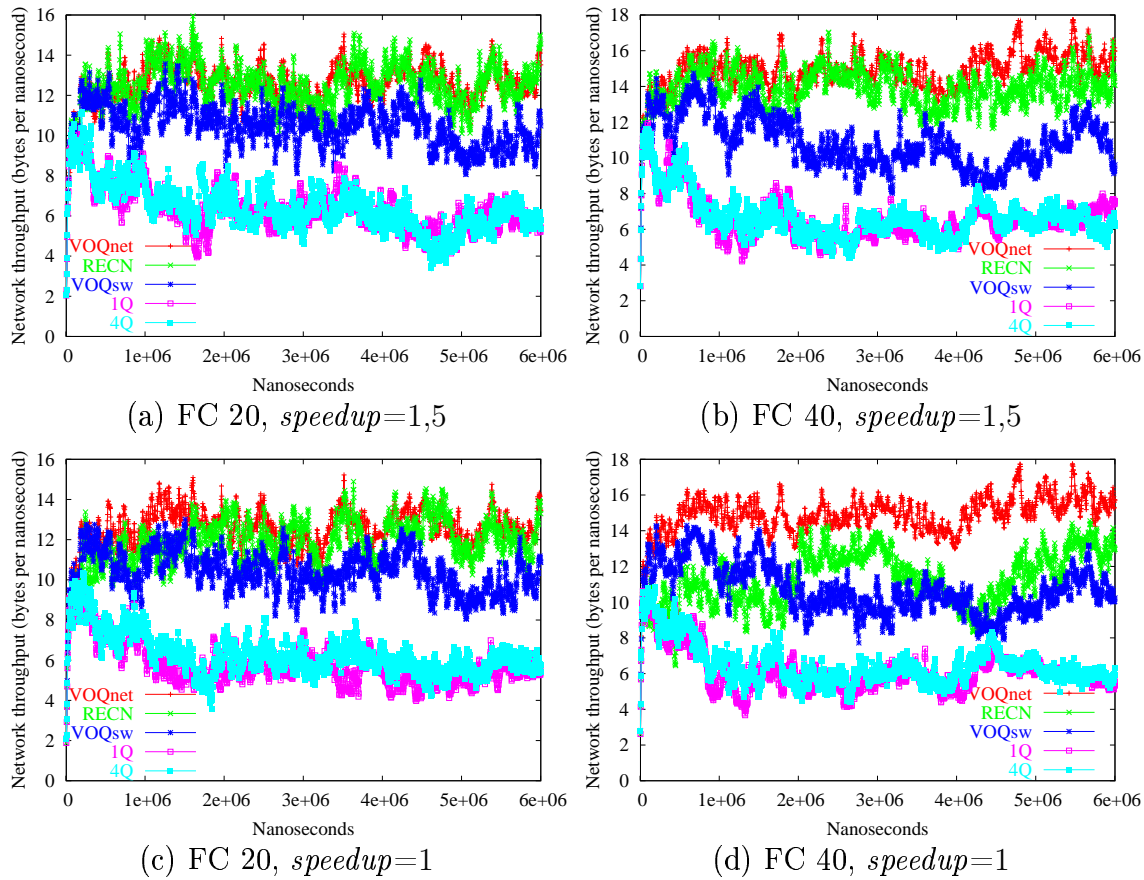 Network throughput (bytes per nanosecond)
16
14
12
10
8
6
4
2
0
VOQnet
RECN
VOQsw
1Q
4Q
0 1e+06 2e+06 3e+06 4e+06 5e+06 6e+06
Nanoseconds
(a) FC 20, speedup=1,5
Network throughput (bytes per nanosecond)
18
16
14
12
10
8
6
4
2
0
VOQnet
RECN
VOQsw
1Q
4Q
0 1e+06 2e+06 3e+06 4e+06 5e+06 6e+06
Nanoseconds
(b) FC 40, speedup=1,5
Network throughput (bytes per nanosecond)
16
14
12
10
8
6
4
2
0
VOQnet
RECN
VOQsw
1Q
4Q
0 1e+06 2e+06 3e+06 4e+06 5e+06 6e+06
Nanoseconds
(c) FC 20, speedup=1
Network throughput (bytes per nanosecond)
18
16
14
12
10
8
6
4
2
0
VOQnet
RECN
VOQsw
1Q
4Q
0 1e+06 2e+06 3e+06 4e+06 5e+06 6e+06
Nanoseconds
(d) FC 40, speedup=1